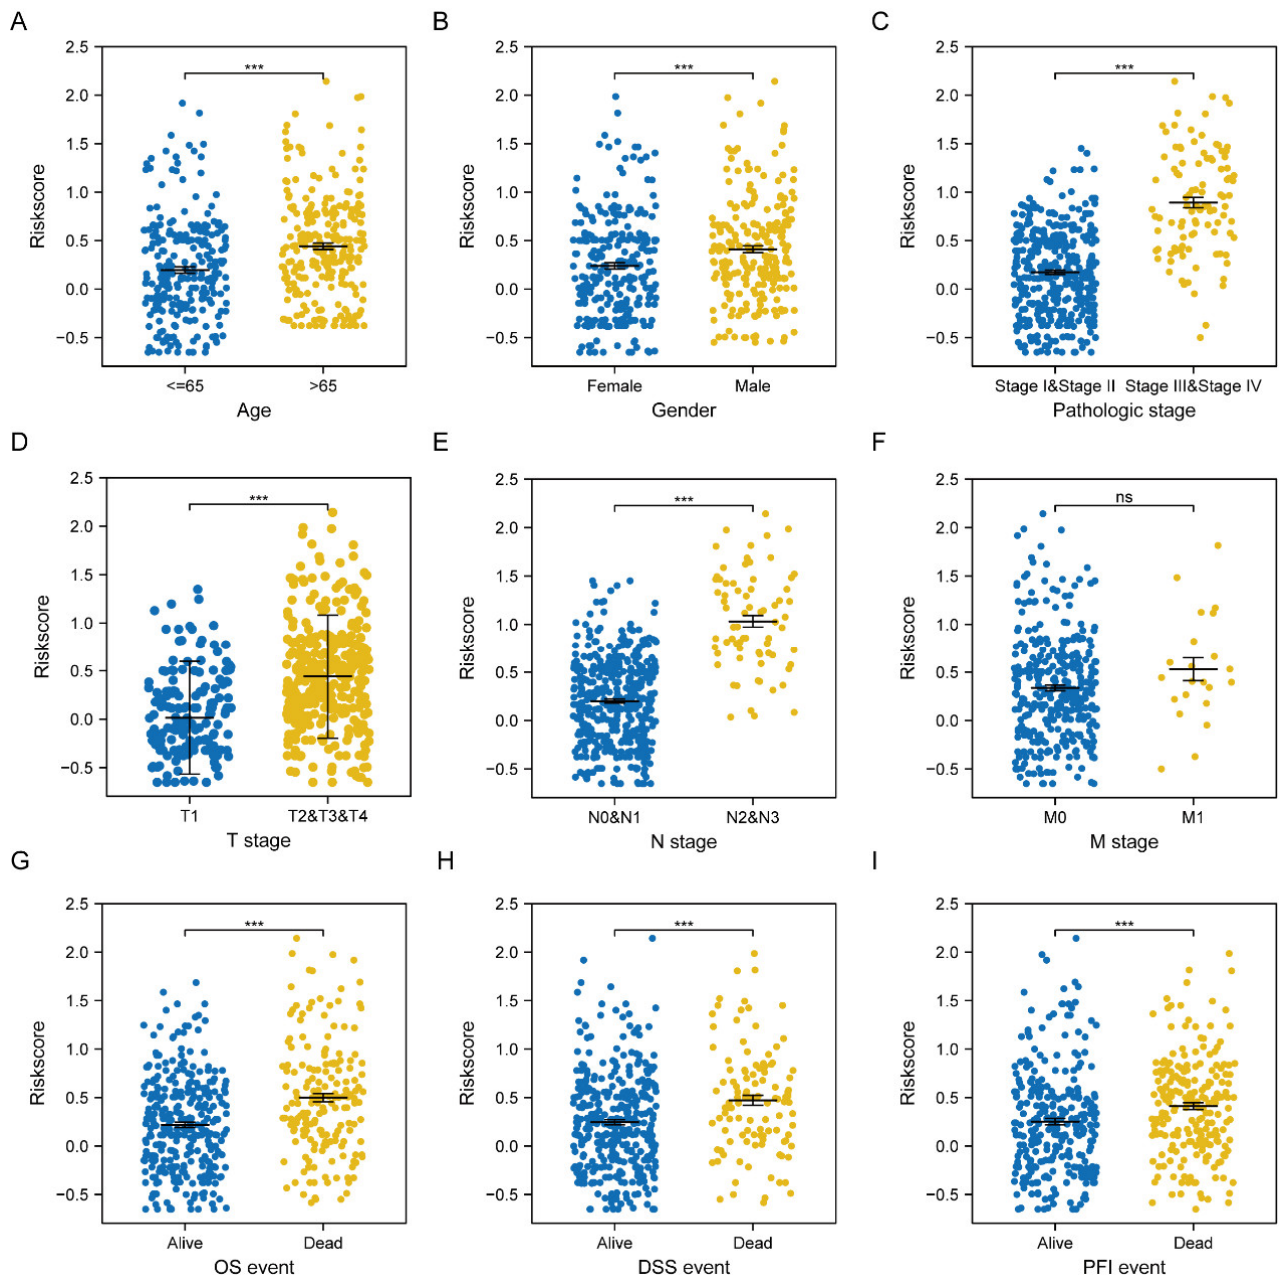 A
B
C
2.5
2.0
1.5
1.0
0.5
0.0
−0.5
Riskscore
***
<=65
>65
Age
2.5
2.0
1.5
1.0
0.5
0.0
−0.5
Riskscore
***
Female
Male
Gender
2.5
2.0
1.5
1.0
0.5
0.0
−0.5
Riskscore
***
Stage I&Stage II
Stage III&Stage IV
Pathologic stage
D
E
F
2.5
2.0
1.5
1.0
0.5
0.0
−0.5
Riskscore
***
T1
T2&T3&T4
T stage
2.5
2.0
1.5
1.0
0.5
0.0
−0.5
Riskscore
***
N0&N1
N2&N3
N stage
2.5
2.0
1.5
1.0
0.5
0.0
−0.5
Riskscore
ns
M0
M1
M stage
G
H
I
2.5
2.0
1.5
1.0
0.5
0.0
−0.5
Riskscore
***
Alive
Dead
OS event
2.5
2.0
1.5
1.0
0.5
0.0
−0.5
Riskscore
***
Alive
Dead
DSS event
2.5
2.0
1.5
1.0
0.5
0.0
−0.5
Riskscore
***
Alive
Dead
PFI event